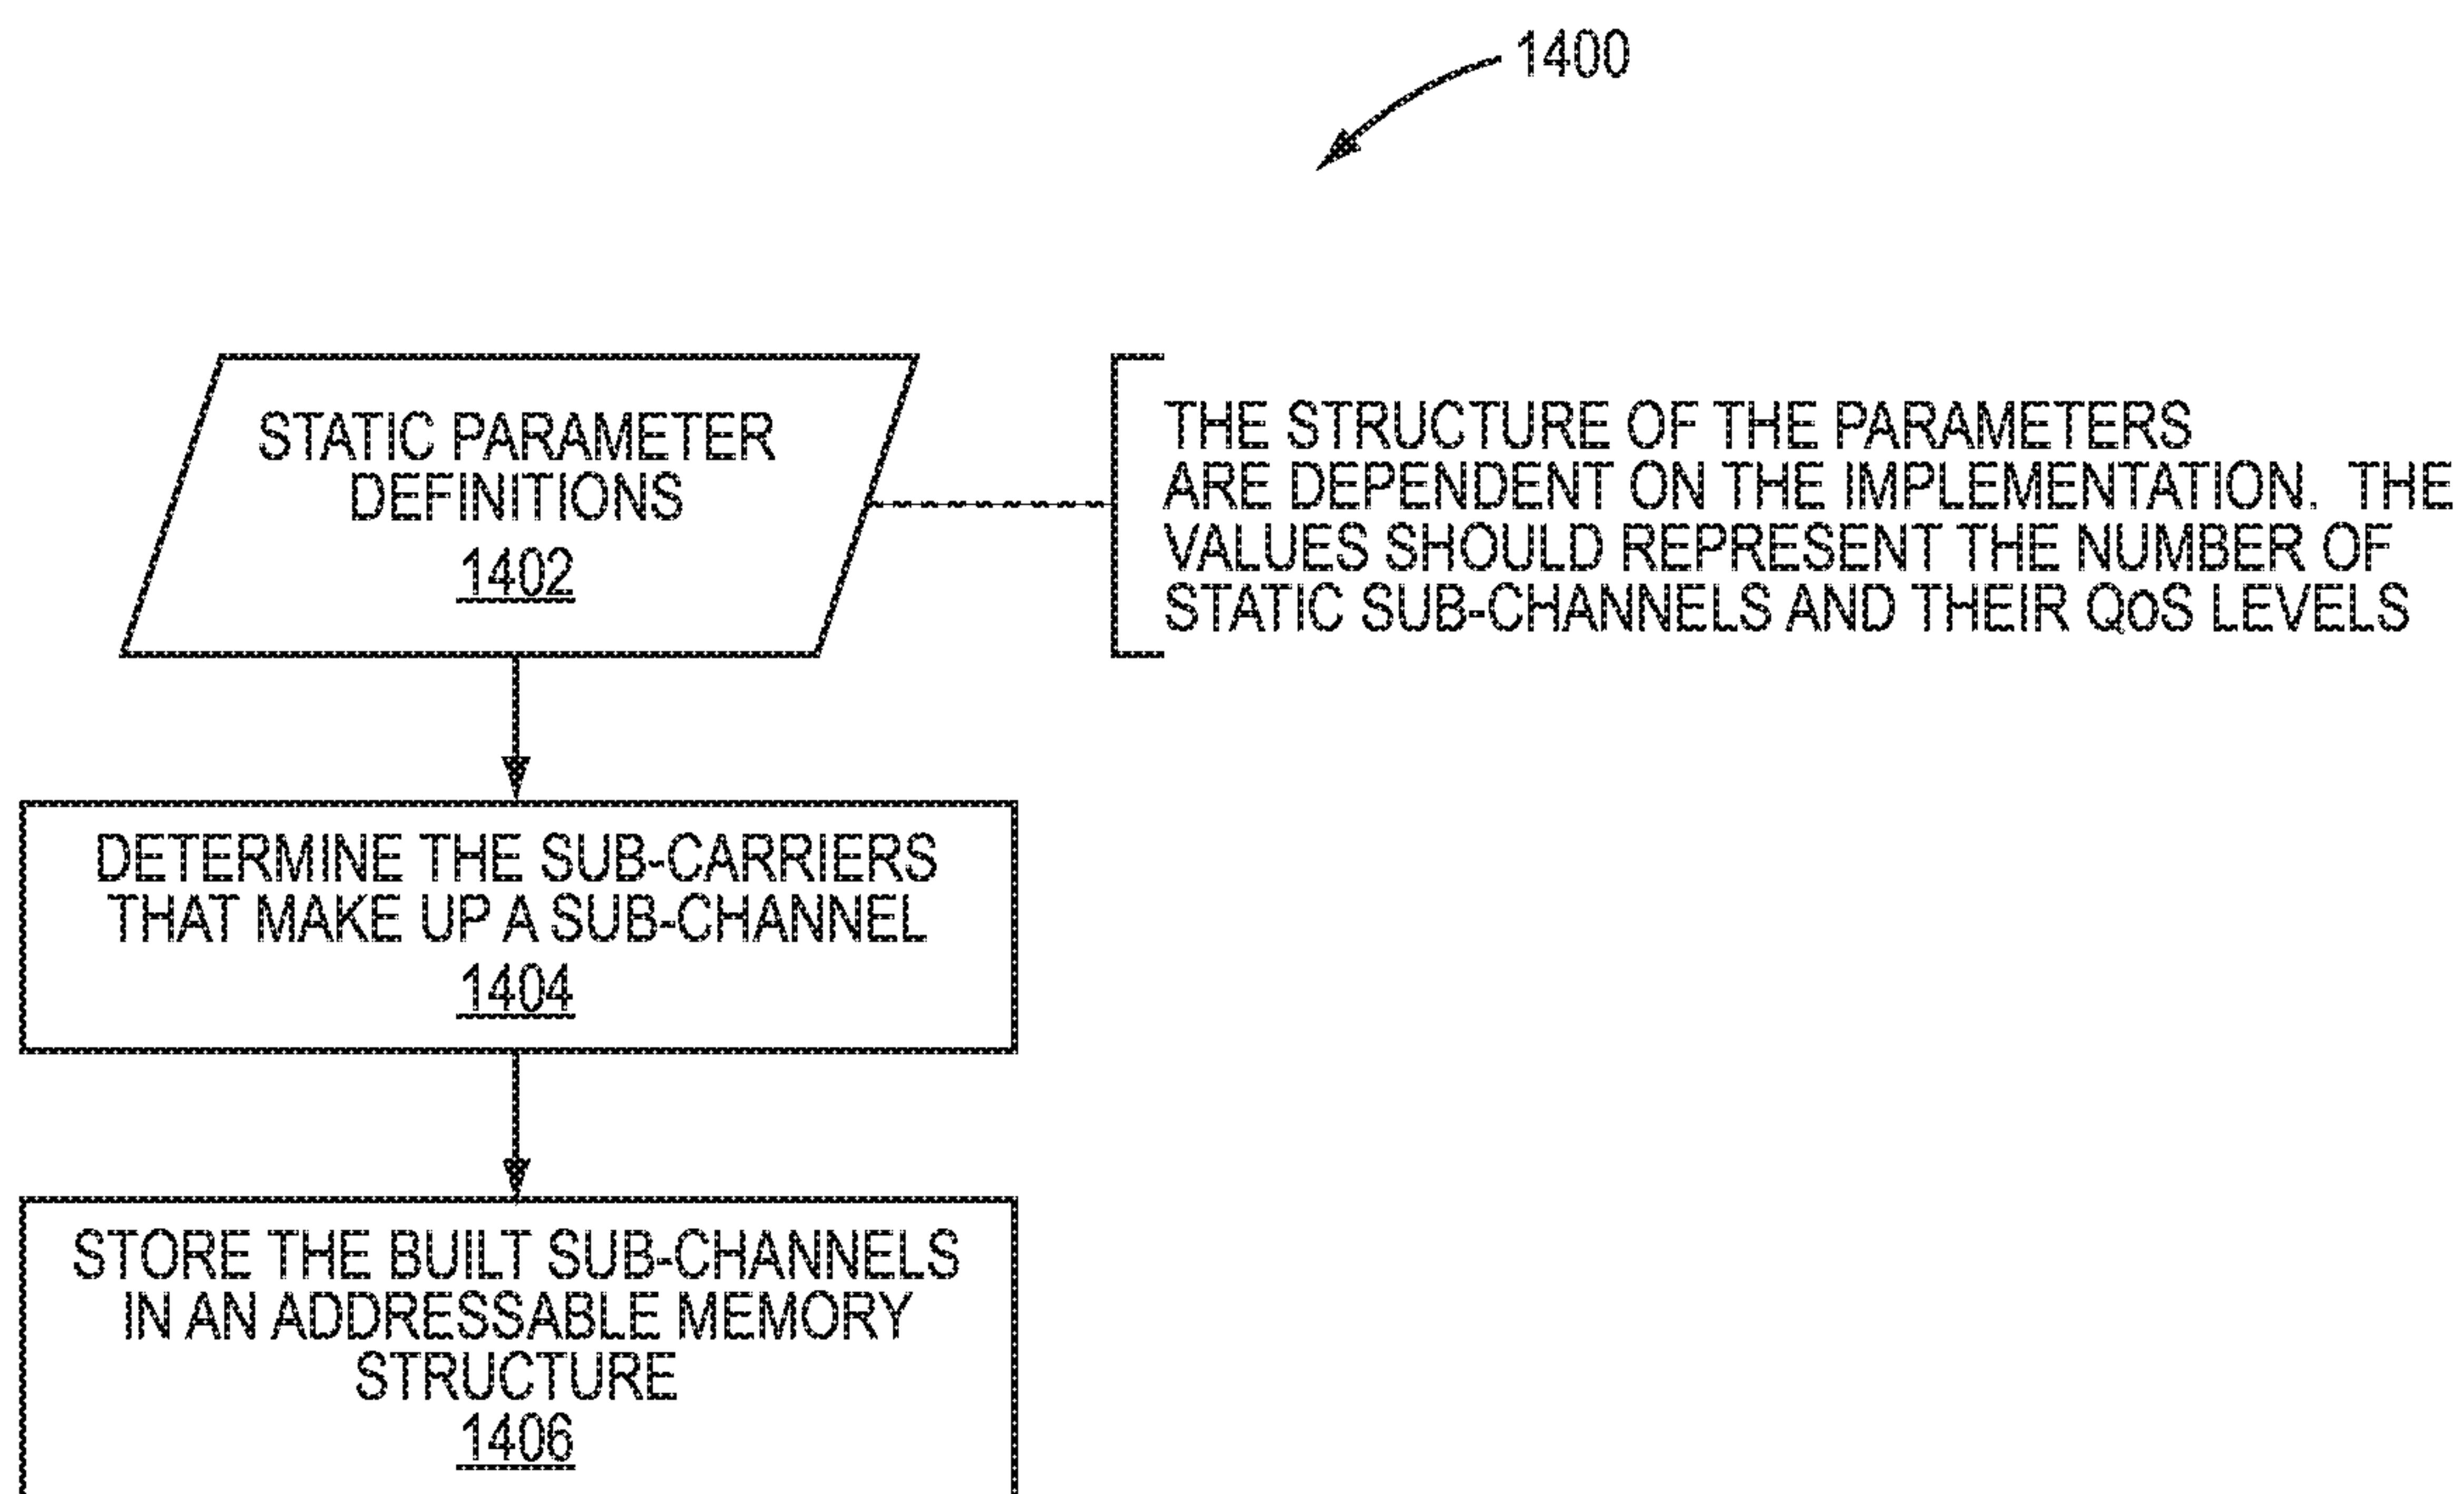 1400
STATIC PARAMETER
DEFINITIONS
1402
THE STRUCTURE OF THE PARAMETERS
ARE DEPENDENT ON THE IMPLEMENTATION. THE
VALUES SHOULD REPRESENT THE NUMBER OF
STATIC SUB-CHANNELS AND THEIR QoS LEVELS
DETERMINE THE SUB-CARRIERS
THAT MAKE UP A SUB-CHANNEL
1404
STORE THE BUILT SUB-CHANNELS
IN AN ADDRESSABLE MEMORY
STRUCTURE
1406